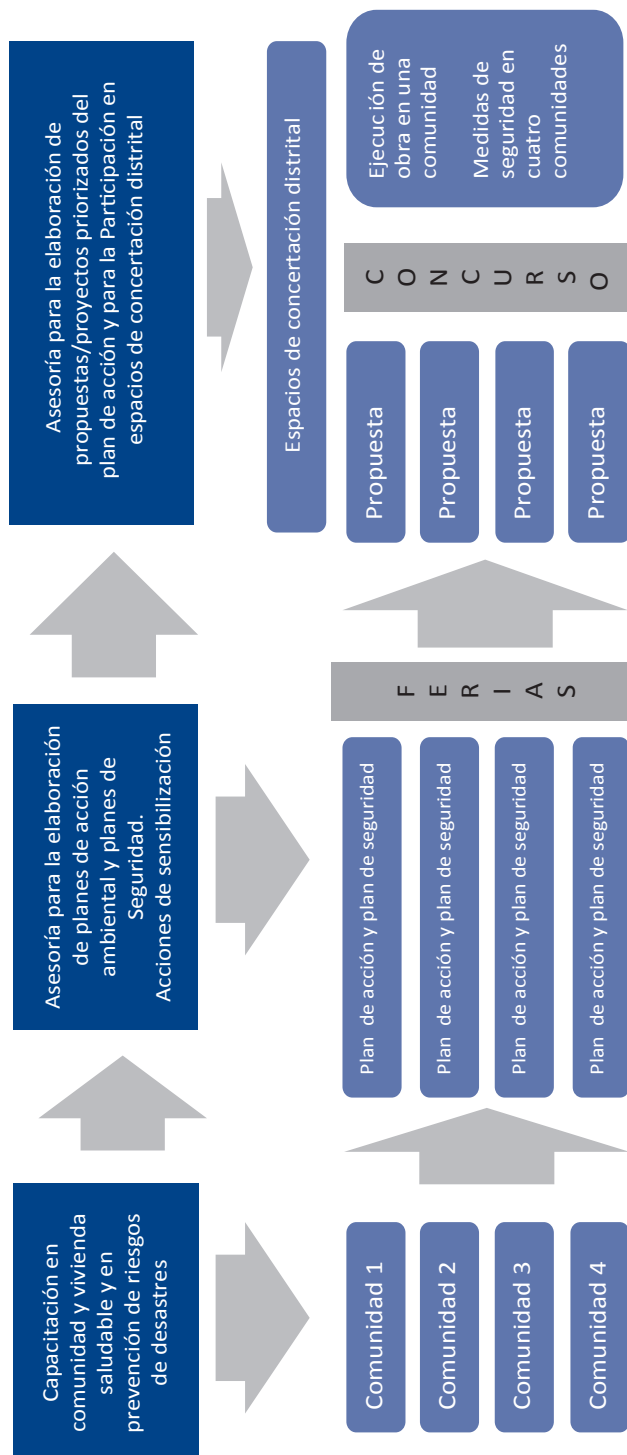 Capacitación en
comunidad y vivienda
saludable y en
prevención de riesgos
de desastres
Asesoría para la elaboración
de planes de acción
ambiental y planes de
Seguridad.
Acciones de sensibilización
Asesoría para la elaboración de
propuestas/proyectos priorizados del
plan de acción y para la Participación en
espacios de concertación distrital
Espacios de concertación distrital
Comunidad 1
Comunidad 2
Comunidad 3
Comunidad 4
Plan de acción y plan de seguridad
Plan de acción y plan de seguridad
Plan de acción y plan de seguridad
Plan de acción y plan de seguridad
F
E
R
I
A
S
Propuesta
Propuesta
Propuesta
Propuesta
C
O
N
C
U
R
S
O
Ejecución de
obra en una
comunidad
Medidas de
seguridad en
cuatro
comunidades